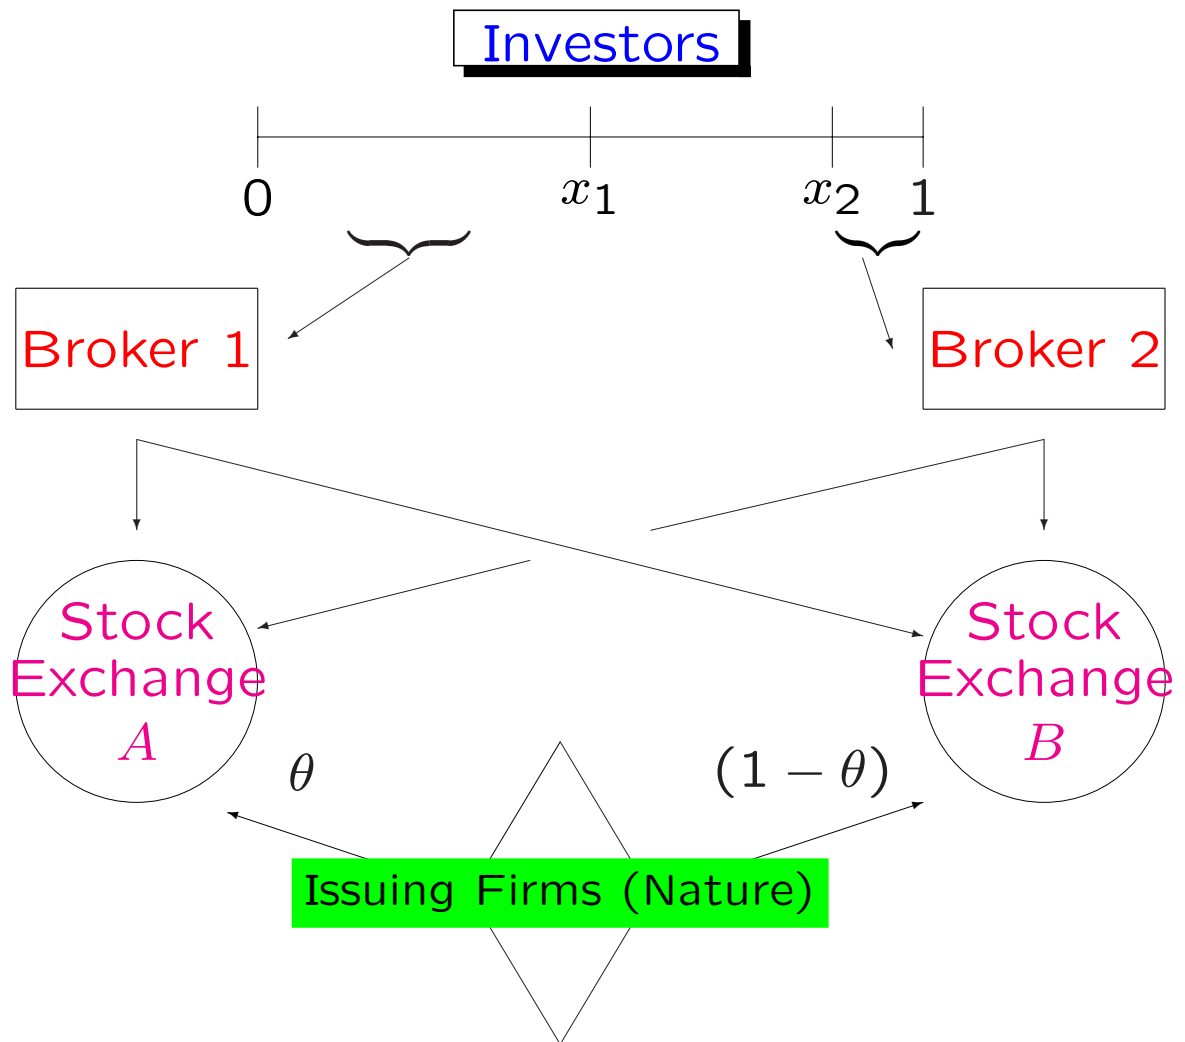 Investors
0 x₁ x₂ 1
Broker 1 Broker 2
Stock
Exchange
A
Stock
Exchange
B
θ (1 − θ)
Issuing Firms (Nature)